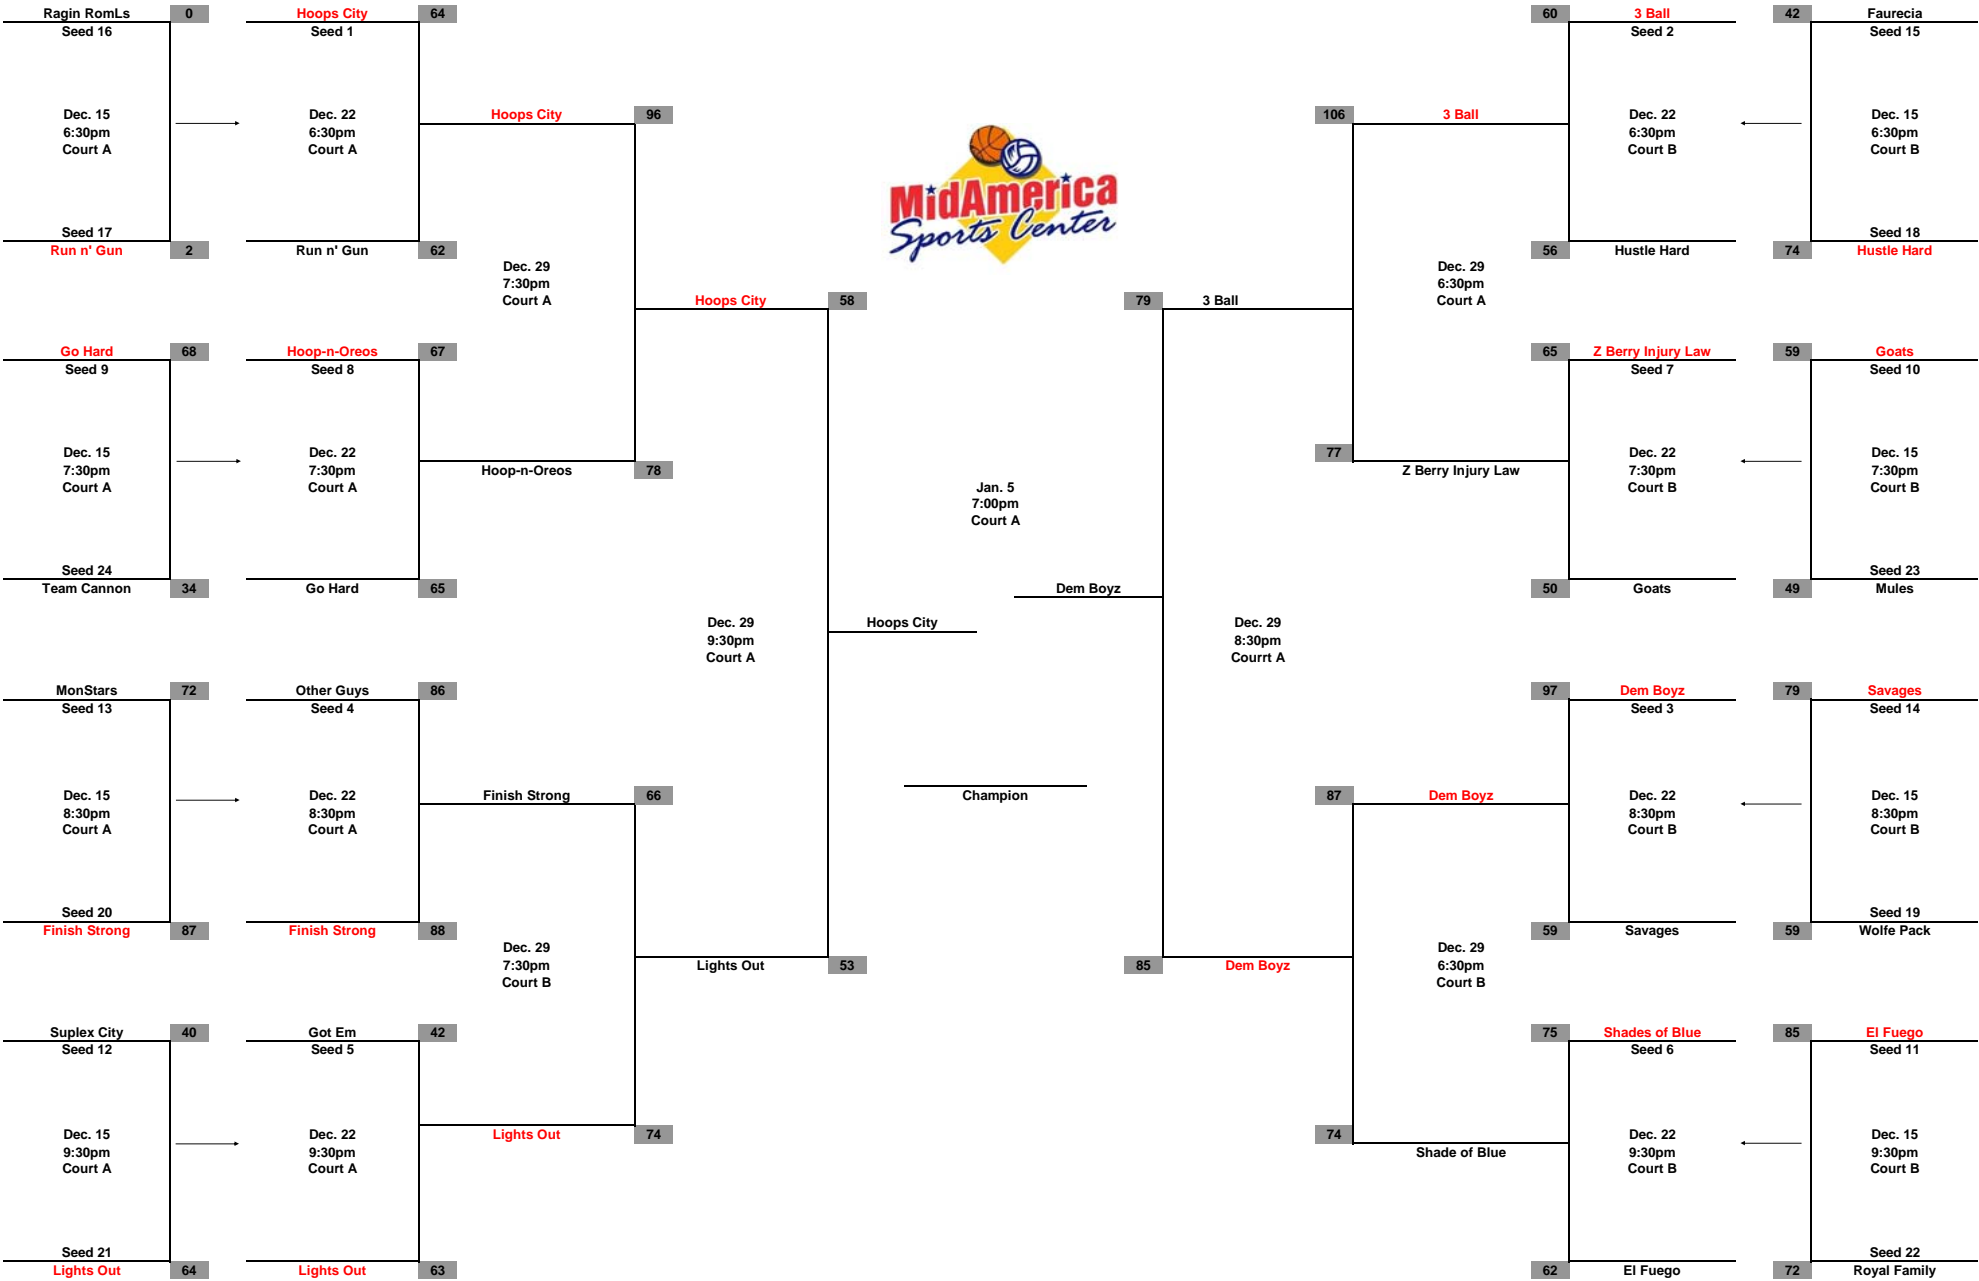 Ragin RomLs 0 Hoops City 64 60 3 Ball 42 Faurecia
Seed 16 Seed 1 Seed 2 Seed 15
Dec. 15 Dec. 22 Hoops City 96 106 3 Ball Dec. 22 Dec. 15
6:30pm 6:30pm 6:30pm 6:30pm
Court A Court A Court B Court B
MidAmerica
Sports Center
Seed 17 Seed 18
Run n' Gun 2 Run n' Gun 62 56 Hustle Hard 74 Hustle Hard
Dec. 29 Dec. 29
7:30pm 6:30pm
Court A Hoops City 58 79 3 Ball Court A
Go Hard 68 Hoop-n-Oreos 67 65 Z Berry Injury Law 59 Goats
Seed 9 Seed 8 Seed 7 Seed 10
Dec. 15 Dec. 22 77 Dec. 22 Dec. 15
7:30pm 7:30pm Hoop-n-Oreos 78 Z Berry Injury Law 7:30pm 7:30pm
Court A Court A Jan. 5 Court B Court B
7:00pm
Court A
Seed 24 Seed 23
Team Cannon 34 Go Hard 65 Dem Boyz 50 Goats 49 Mules
Dec. 29 Hoops City Dec. 29
9:30pm 8:30pm
Court A Courrt A
MonStars 72 Other Guys 86 97 Dem Boyz 79 Savages
Seed 13 Seed 4 Seed 3 Seed 14
Dec. 15 Dec. 22 Finish Strong 66 Champion 87 Dem Boyz Dec. 22 Dec. 15
8:30pm 8:30pm 8:30pm 8:30pm
Court A Court A Court B Court B
Seed 20 Seed 19
Finish Strong 87 Finish Strong 88 59 Savages 59 Wolfe Pack
Dec. 29 Dec. 29
7:30pm Lights Out 53 85 Dem Boyz 6:30pm
Court B Court B
Suplex City 40 Got Em 42 75 Shades of Blue 85 El Fuego
Seed 12 Seed 5 Seed 6 Seed 11
Dec. 15 Dec. 22 Lights Out 74 74 Dec. 22 Dec. 15
9:30pm 9:30pm Shade of Blue 9:30pm 9:30pm
Court A Court A Court B Court B
Seed 21 Seed 22
Lights Out 64 Lights Out 63 62 El Fuego 72 Royal Family